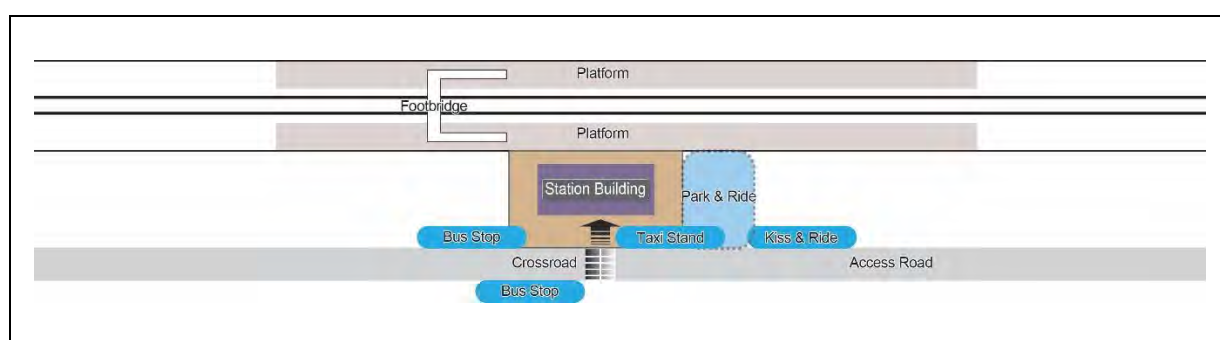 Platform
Footbridge
Platform
Station Building
Park & Ride
Bus Stop
Taxi Stand
Kiss & Ride
Crossroad
Access Road
Bus Stop